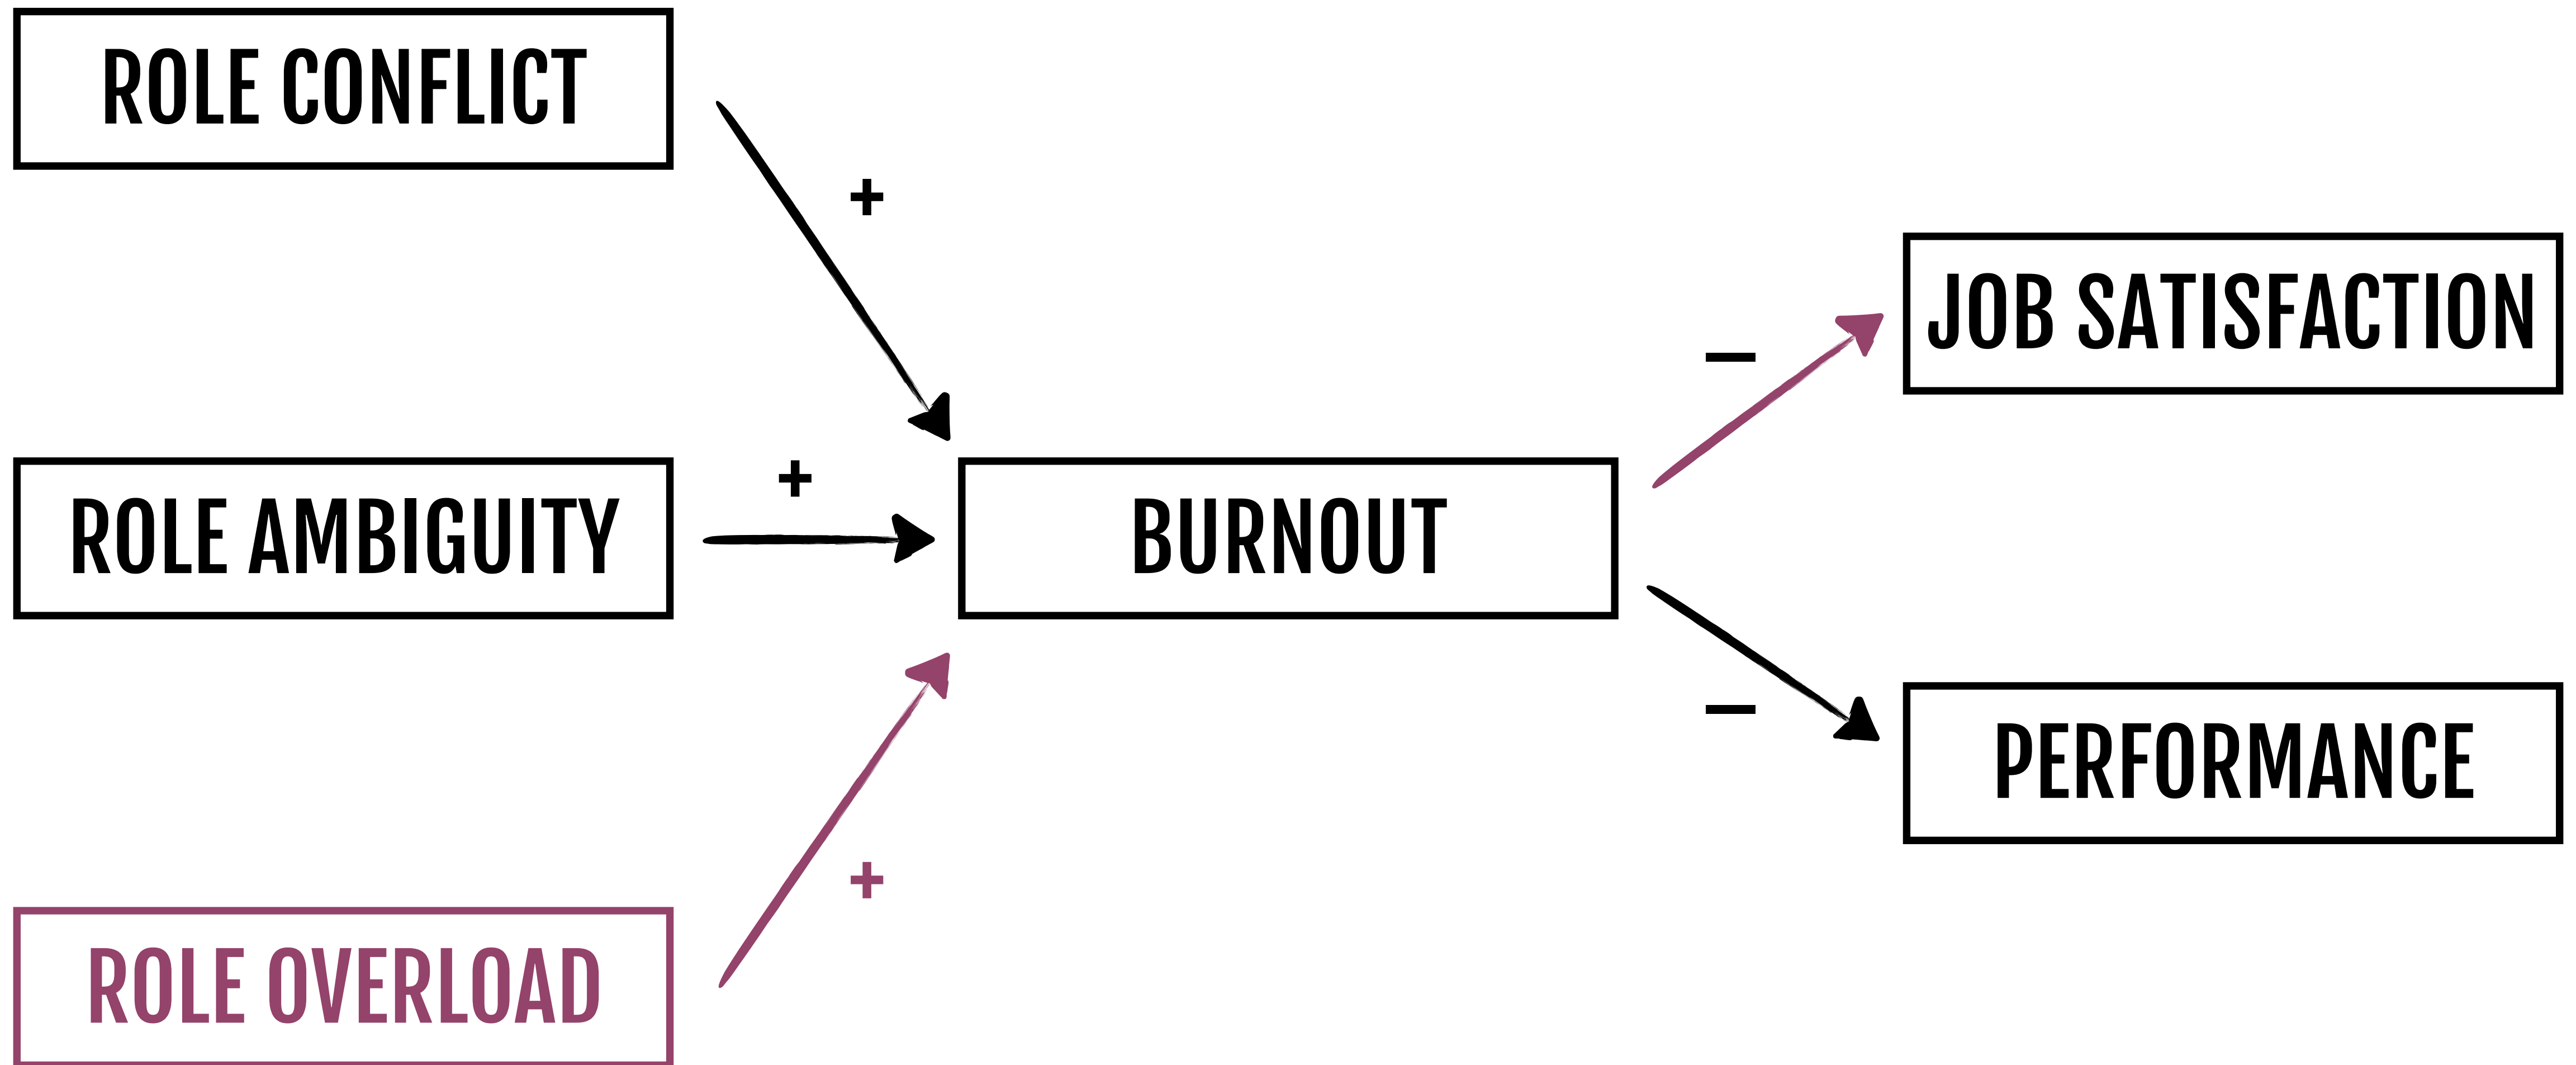 ROLE CONFLICT
+
JOB SATISFACTION
–
+
ROLE AMBIGUITY
BURNOUT
–
PERFORMANCE
+
ROLE OVERLOAD